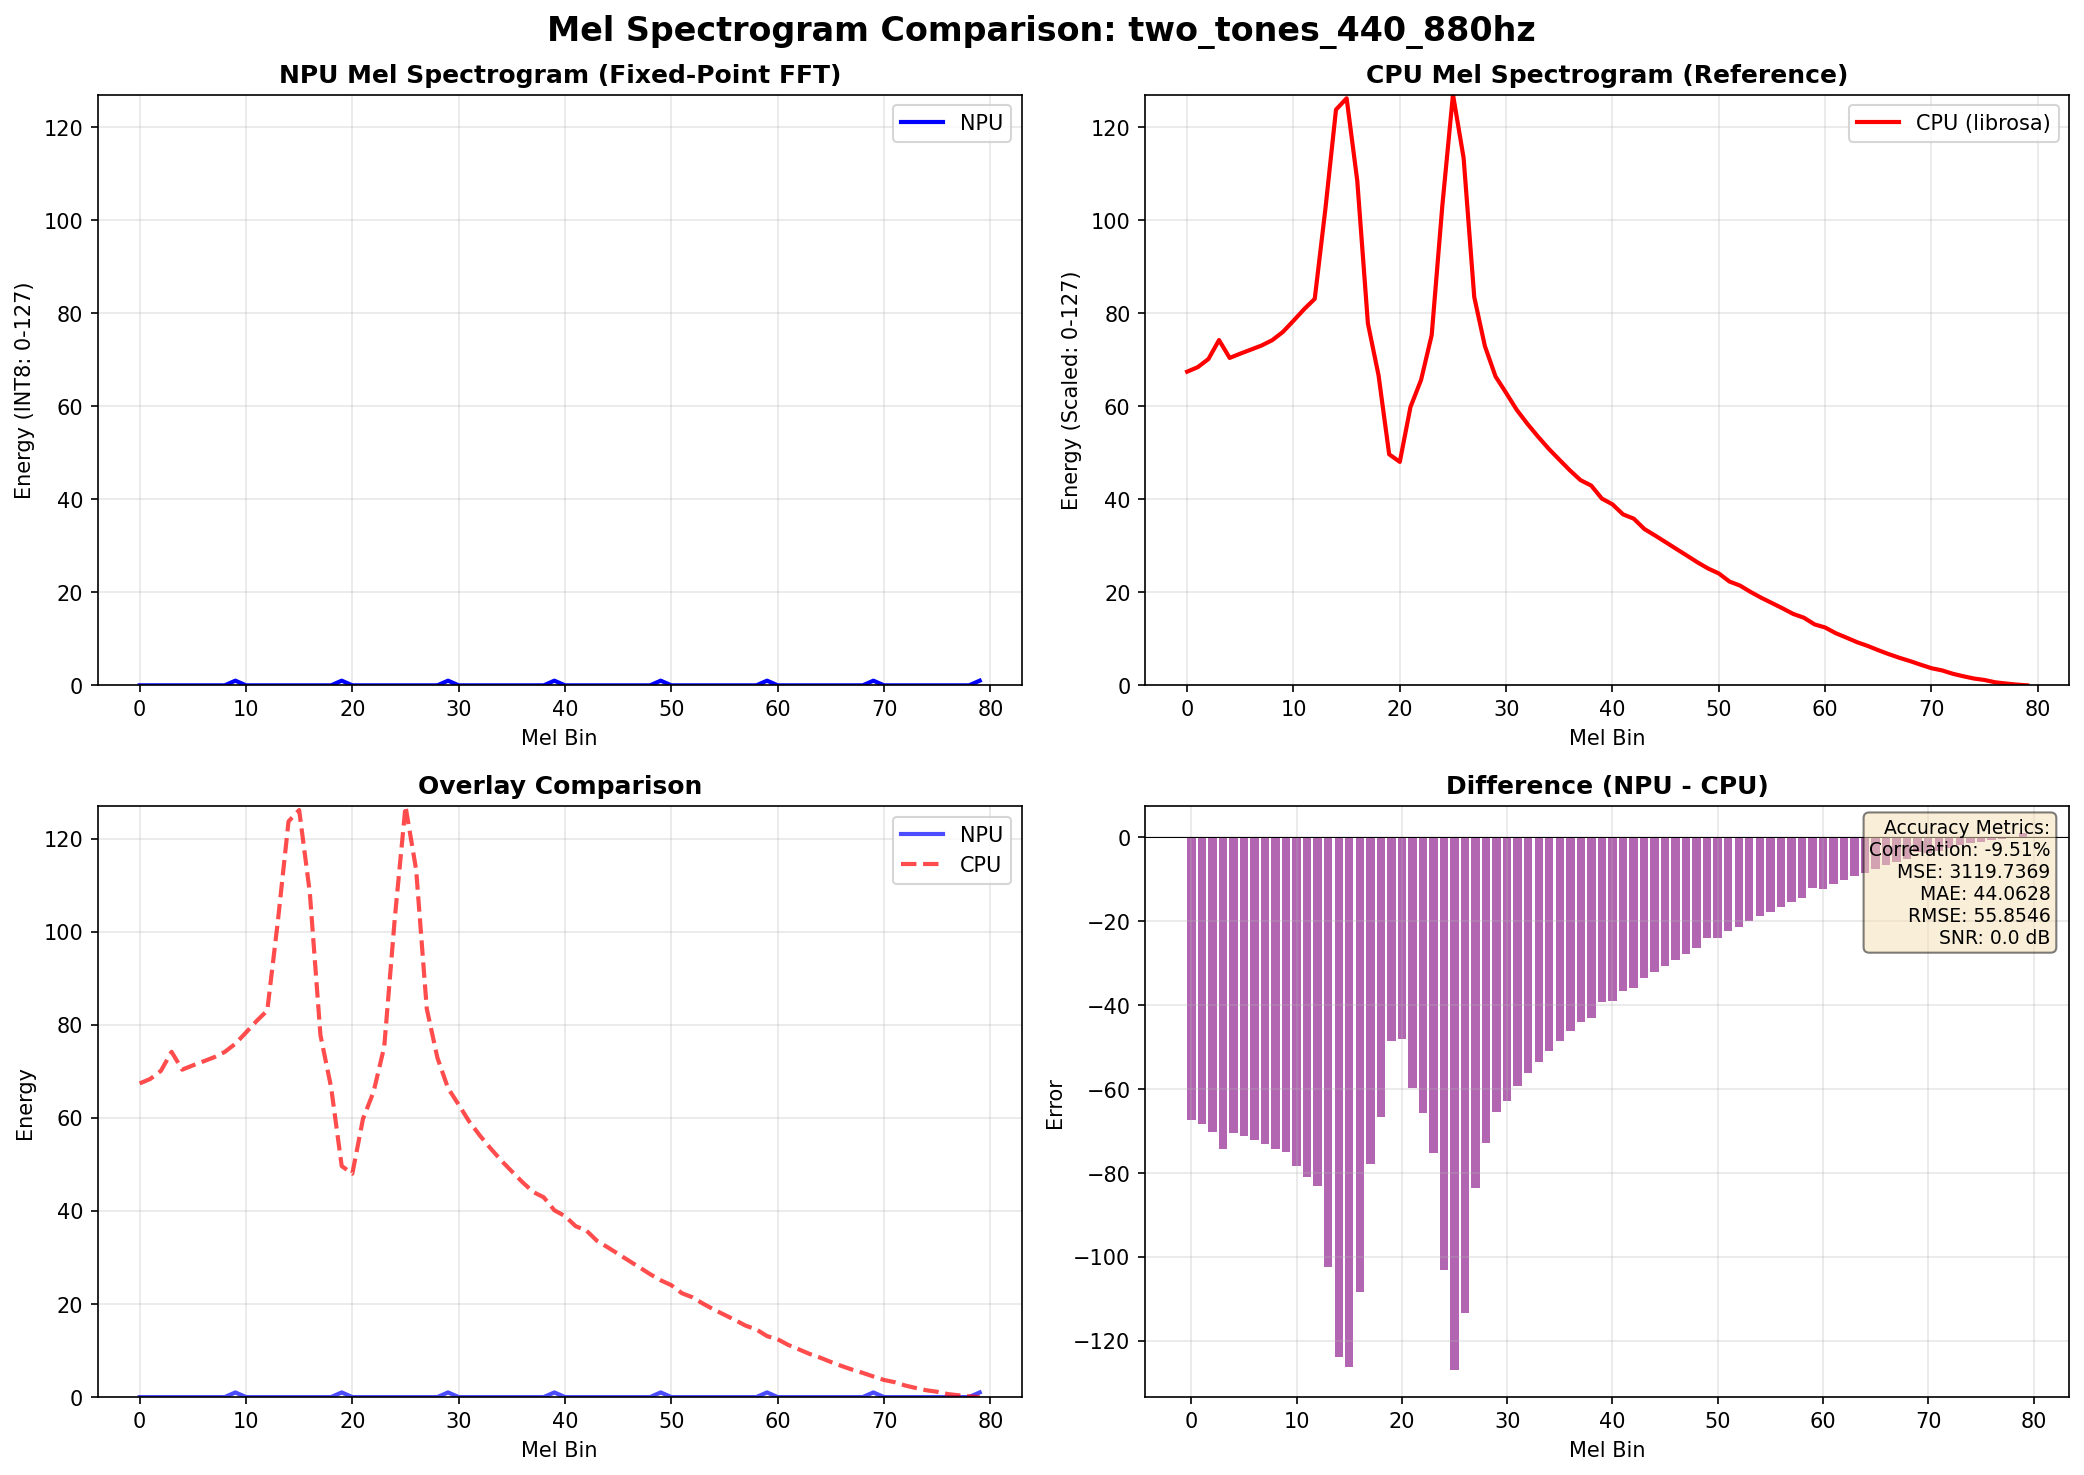 Mel Spectrogram Comparison: two_tones_440_880hz
NPU Mel Spectrogram (Fixed-Point FFT)
Energy (INT8: 0-127)
120
100
80
60
40
20
0
0 10 20 30 40 50 60 70 80
Mel Bin
NPU
CPU Mel Spectrogram (Reference)
Energy (Scaled: 0-127)
120
100
80
60
40
20
0
0 10 20 30 40 50 60 70 80
Mel Bin
CPU (librosa)
Overlay Comparison
Energy
120
100
80
60
40
20
0
0 10 20 30 40 50 60 70 80
Mel Bin
NPU
CPU
Difference (NPU - CPU)
Error
0
−20
−40
−60
−80
−100
−120
0 10 20 30 40 50 60 70 80
Mel Bin
Accuracy Metrics:
Correlation: -9.51%
MSE: 3119.7369
MAE: 44.0628
RMSE: 55.8546
SNR: 0.0 dB